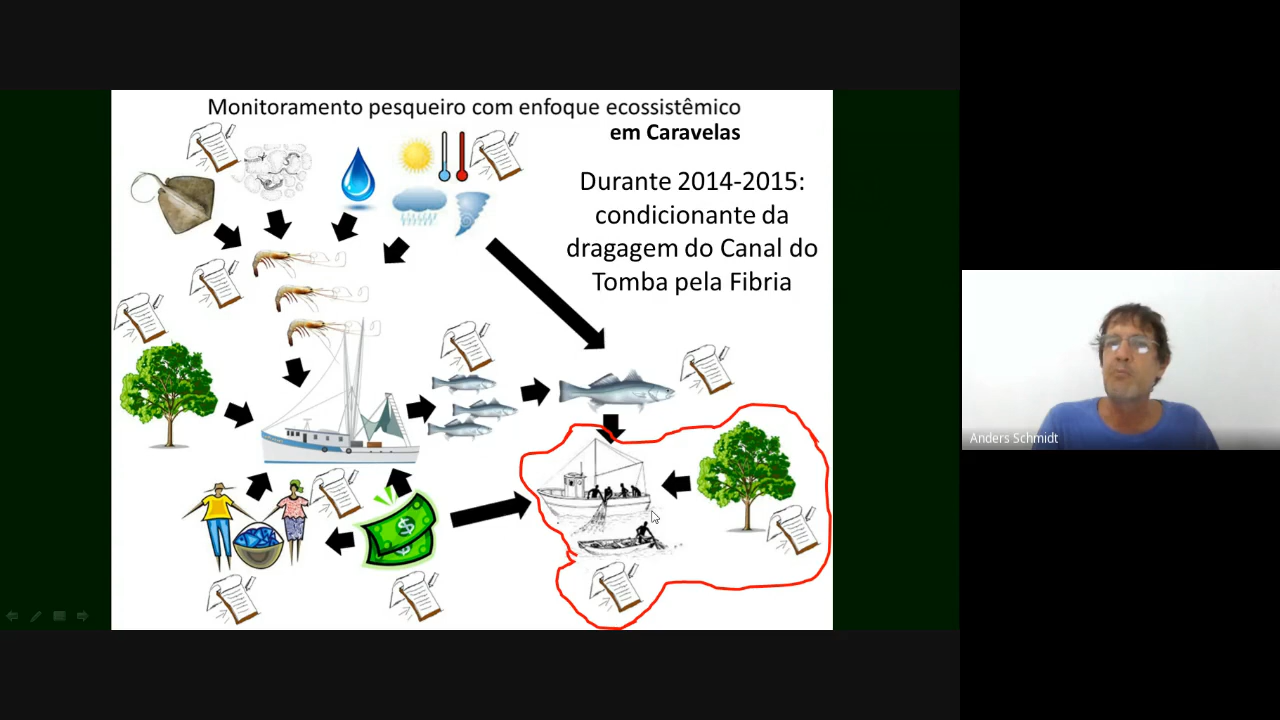 Monitoramento pesqueiro com enfoque ecossistêmico
em Caravelas
Durante 2014-2015:
condicionante da
dragagem do Canal do
Tomba pela Fibria
Anders Schmidt